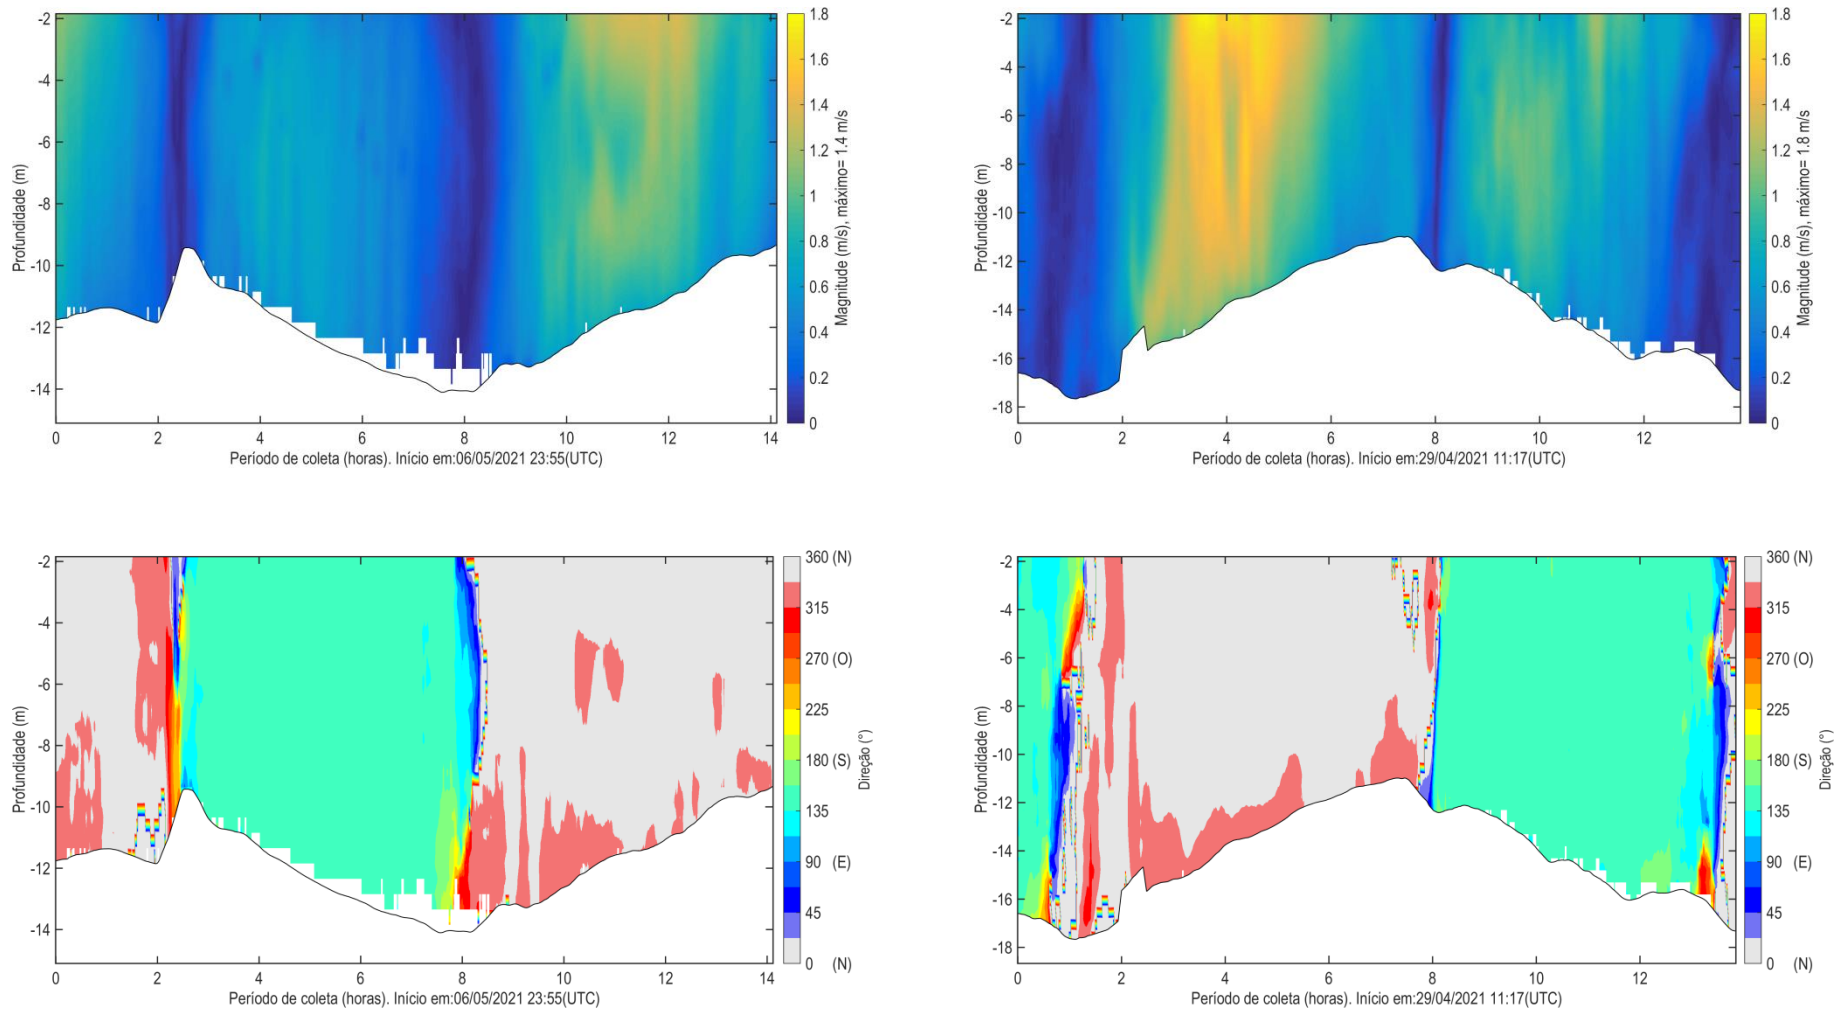 -2
-4
-6
-8
-10
-12
-14
Profundidade (m)
0 2 4 6 8 10 12 14
Período de coleta (horas). Início em:06/05/2021 23:55(UTC)
1.8
1.6
1.4
1.2
1
0.8
0.6
0.4
0.2
0
Magnitude (m/s), máximo= 1.4 m/s
-2
-4
-6
-8
-10
-12
-14
-16
-18
Profundidade (m)
0 2 4 6 8 10 12
Período de coleta (horas). Início em:29/04/2021 11:17(UTC)
1.8
1.6
1.4
1.2
1
0.8
0.6
0.4
0.2
0
Magnitude (m/s), máximo= 1.8 m/s
-2
-4
-6
-8
-10
-12
-14
Profundidade (m)
0 2 4 6 8 10 12 14
Período de coleta (horas). Início em:06/05/2021 23:55(UTC)
360 (N)
315
270 (O)
225
180 (S)
135
90 (E)
45
0 (N)
Direção (°)
-2
-4
-6
-8
-10
-12
-14
-16
-18
Profundidade (m)
0 2 4 6 8 10 12
Período de coleta (horas). Início em:29/04/2021 11:17(UTC)
360 (N)
315
270 (O)
225
180 (S)
135
90 (E)
45
0 (N)
Direção (°)